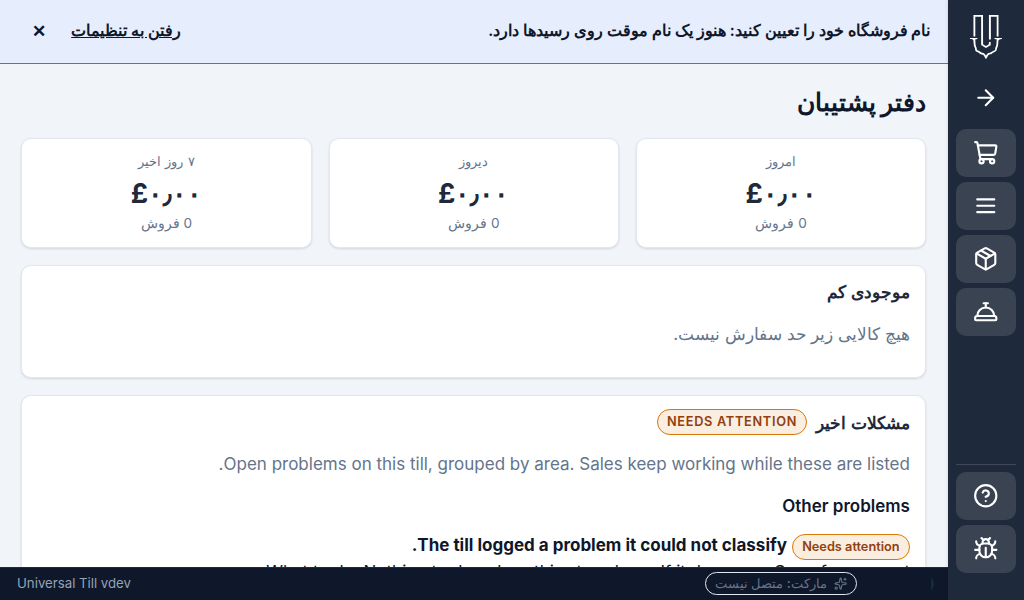 نام فروشگاه خود را تعیین کنید: هنوز یک نام موقت روی رسیدها دارد.
رفتن به تنظیمات
✕
دفتر پشتیبان
امروز
£۰٫۰۰
0 فروش
دیروز
£۰٫۰۰
0 فروش
۷ روز اخیر
£۰٫۰۰
0 فروش
موجودی کم
هیچ کالایی زیر حد سفارش نیست.
مشکلات اخیر NEEDS ATTENTION
Open problems on this till, grouped by area. Sales keep working while these are listed.
Other problems
Needs attention The till logged a problem it could not classify.
مارکت: متصل نیست
Universal Till vdev